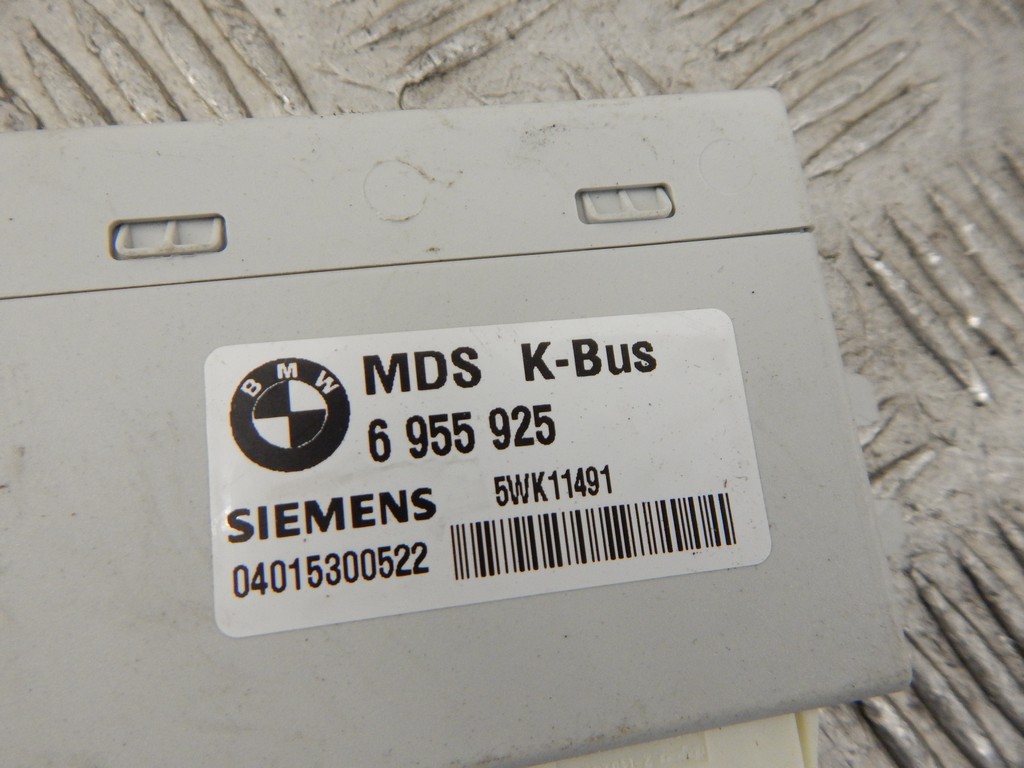 BMW
MDS K-Bus
6 955 925
5WK11491
SIEMENS
04015300522